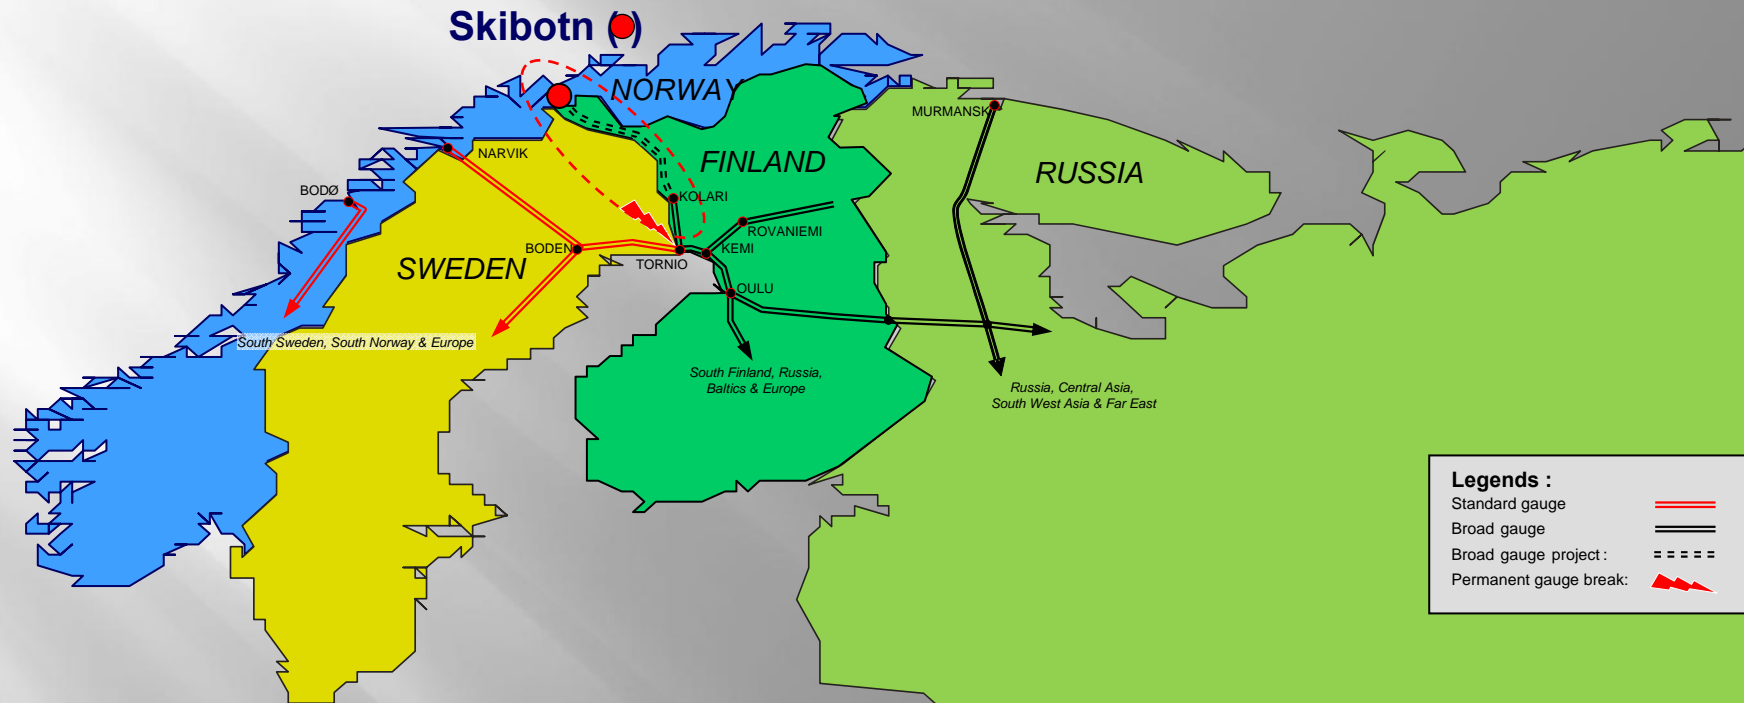 Skibotn ( )
NORWAY
MURMANSK
NARVIK
FINLAND
RUSSIA
BODØ
KOLARI
ROVANIEMI
BODEN
KEMI
TORNIO
SWEDEN
OULU
South Sweden, South Norway & Europe
South Finland, Russia,
Baltics & Europe
Russia, Central Asia,
South West Asia & Far East
Legends :
Standard gauge
Broad gauge
Broad gauge project :
Permanent gauge break: